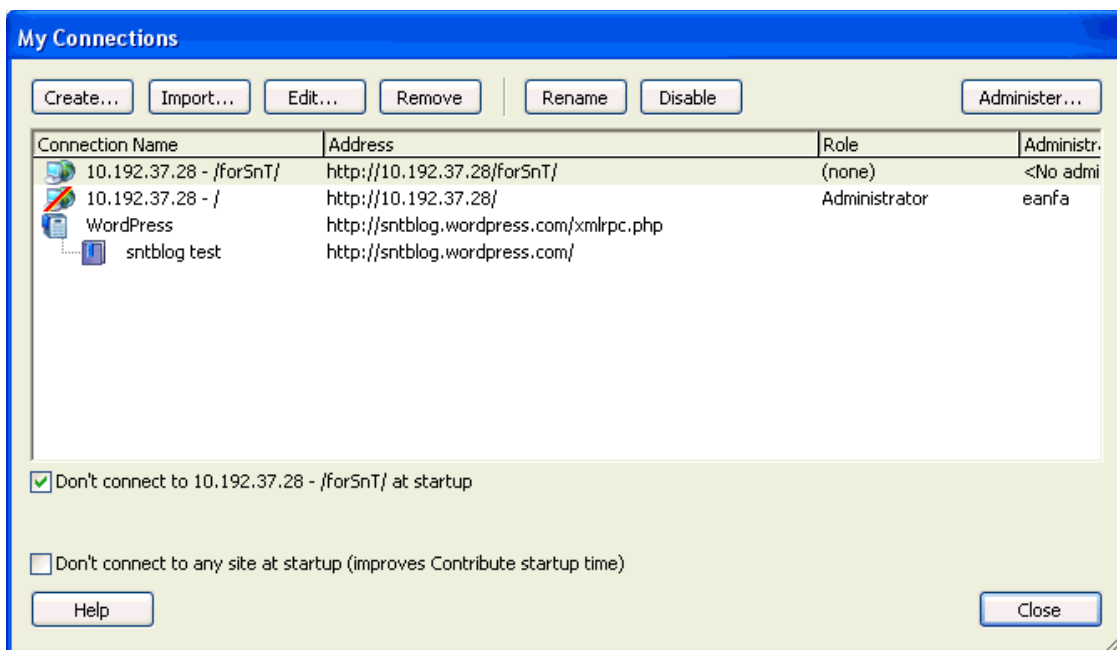 My Connections
Create... Import... Edit... Remove Rename Disable Administer...
Connection Name Address Role Administr
10.192.37.28 - /forSnT/ http://10.192.37.28/forSnT/ (none) <No admi
10.192.37.28 - / http://10.192.37.28/ Administrator eanfa
WordPress http://sntblog.wordpress.com/xmlrpc.php
sntblog test http://sntblog.wordpress.com/
Don't connect to 10.192.37.28 - /forSnT/ at startup
Don't connect to any site at startup (improves Contribute startup time)
Help Close